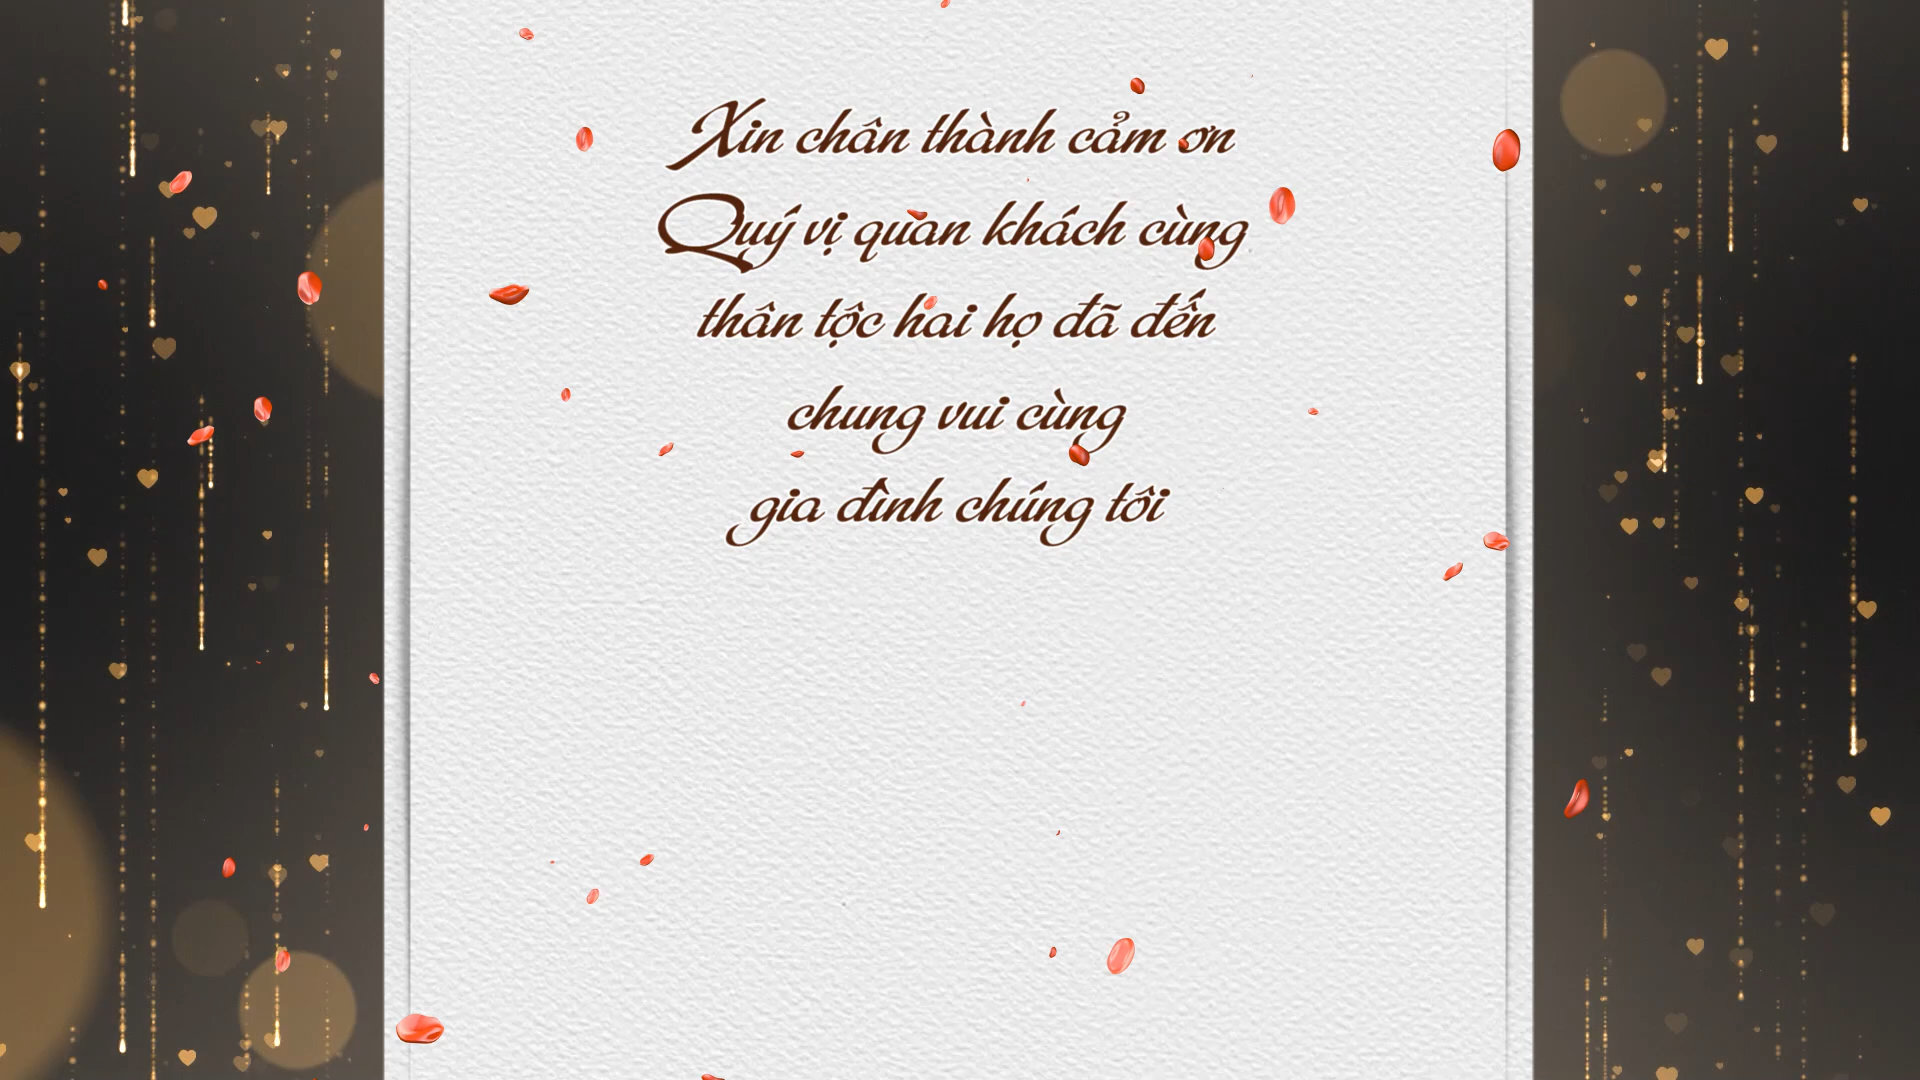 Xin chân thành cảm ơn
Quý vị quan khách cùng
thân tộc hai họ đã đến
chung vui cùng
gia đình chúng tôi